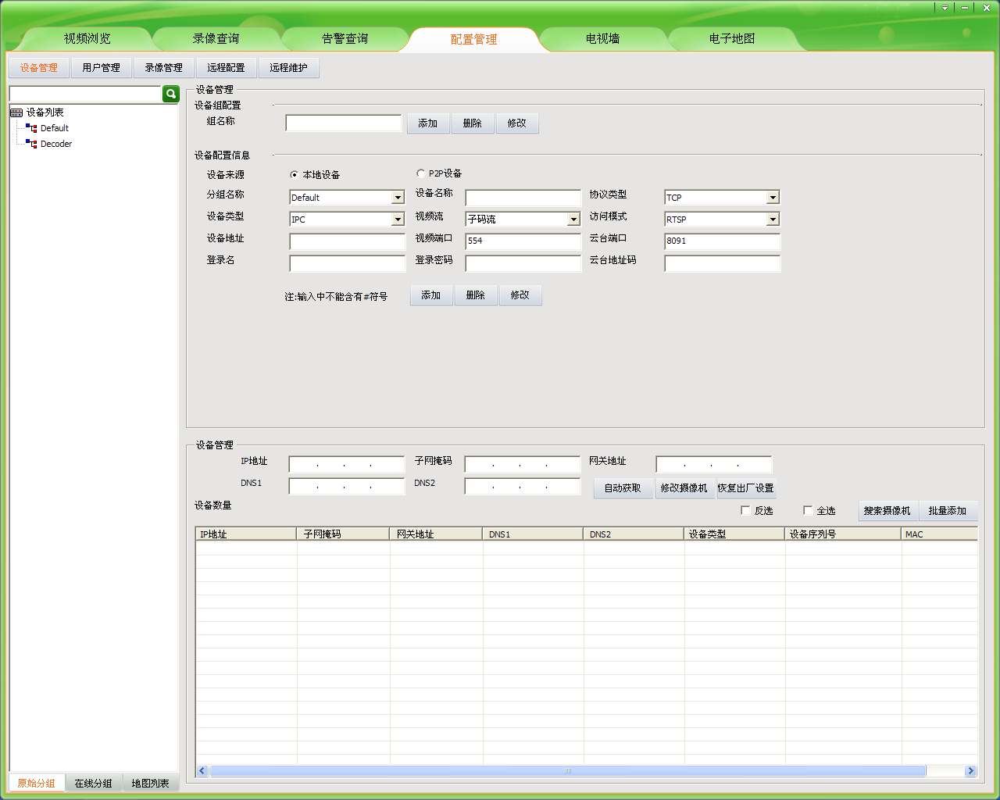 视频浏览 录像查询 告警查询 配置管理 电视墙 电子地图
设备管理 用户管理 录像管理 远程配置 远程维护
设备列表
Default
Decoder
原始分组 在线分组 地图列表
设备管理
设备组配置
组名称 添加 删除 修改
设备配置信息
设备来源 本地设备 P2P设备
分组名称 Default 设备名称 协议类型 TCP
设备类型 IPC 视频流 子码流 访问模式 RTSP
设备地址 视频端口 554 云台端口 8091
登录名 登录密码 云台地址码
注:输入中不能含有#符号 添加 删除 修改
设备管理
IP地址 . . . 子网掩码 . . . 网关地址 . . .
DNS1 . . . DNS2 . . . 自动获取 修改摄像机 恢复出厂设置
设备数量 反选 全选 搜索摄像机 批量添加
IP地址 子网掩码 网关地址 DNS1 DNS2 设备类型 设备序列号 MAC